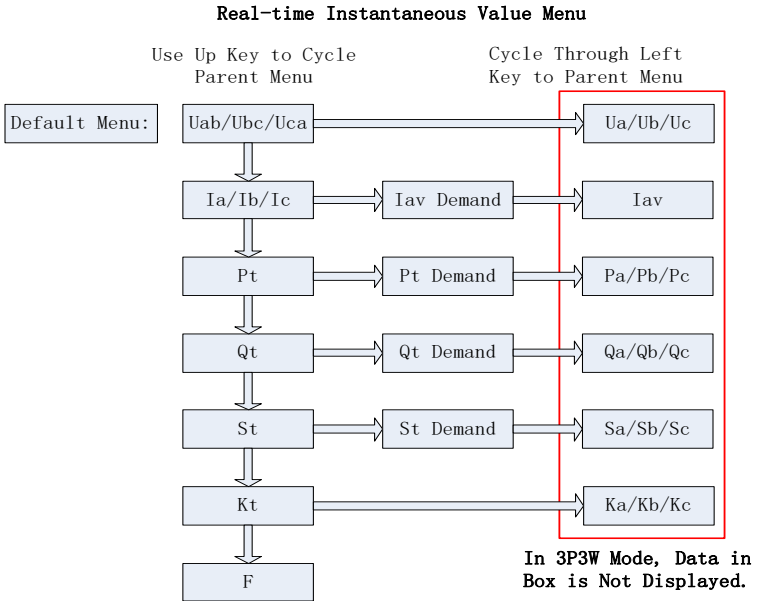 Real-time Instantaneous Value Menu
Use Up Key to Cycle
Parent Menu
Cycle Through Left
Key to Parent Menu
Default Menu:
Uab/Ubc/Uca
Ua/Ub/Uc
Ia/Ib/Ic
Iav Demand
Iav
Pt
Pt Demand
Pa/Pb/Pc
Qt
Qt Demand
Qa/Qb/Qc
St
St Demand
Sa/Sb/Sc
Kt
Ka/Kb/Kc
In 3P3W Mode, Data in
Box is Not Displayed.
F